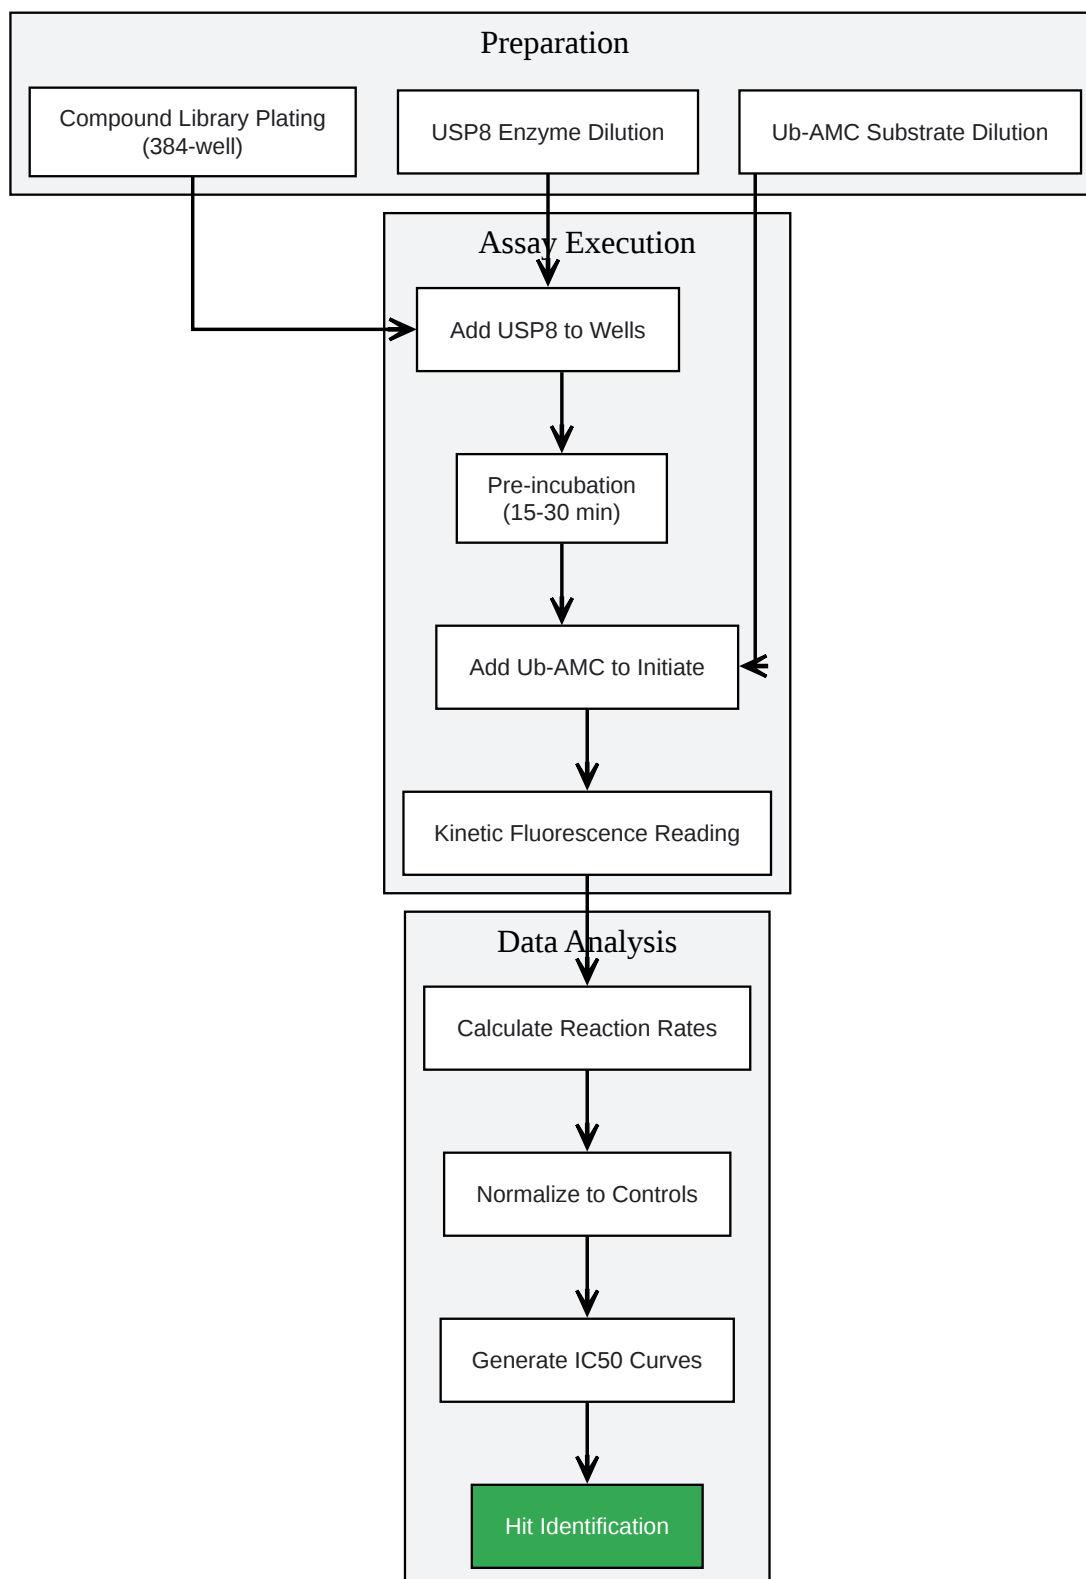 Preparation
Compound Library Plating
(384-well)
USP8 Enzyme Dilution
Ub-AMC Substrate Dilution
Assay Execution
Add USP8 to Wells
Pre-incubation
(15-30 min)
Add Ub-AMC to Initiate
Kinetic Fluorescence Reading
Data Analysis
Calculate Reaction Rates
Normalize to Controls
Generate IC50 Curves
Hit Identification